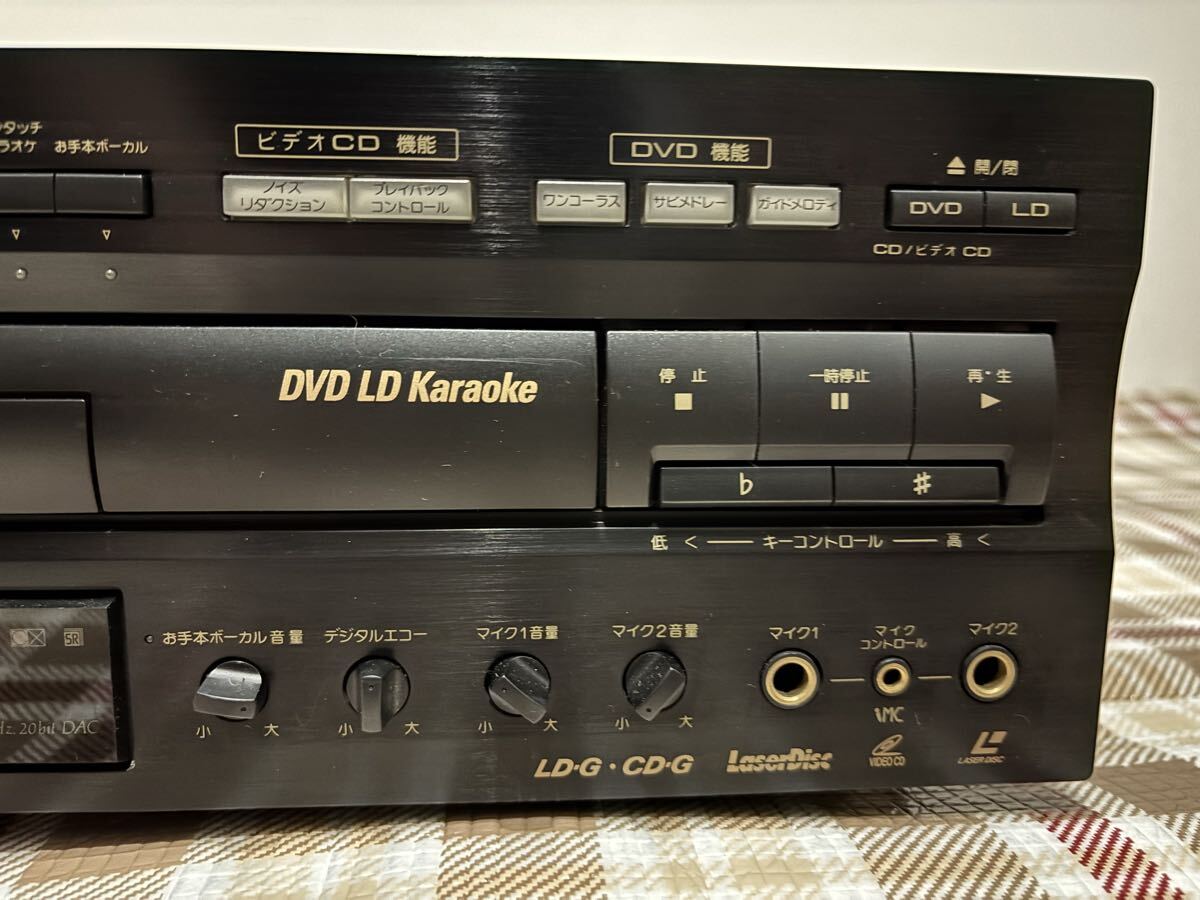 タッチ
ラオケ
お手本ボーカル
ビデオCD 機能
ノイズ
リダクション
プレイバック
コントロール
DVD 機能
ワンコーラス
サビメドレー
ガイドメロディ
開/閉
DVD
LD
CD/ビデオCD
DVD LD Karaoke
停 止
一時停止
再・生
♭
♯
低 < キーコントロール 高 <
5R
20bit DAC
お手本ボーカル音量
小 大
デジタルエコー
小 大
マイク1音量
小 大
マイク2音量
小 大
マイク1
マイク
コントロール
マイク2
MC
LD-G・CD-G
LaserDisc
VIDEO CD
LASER DISC